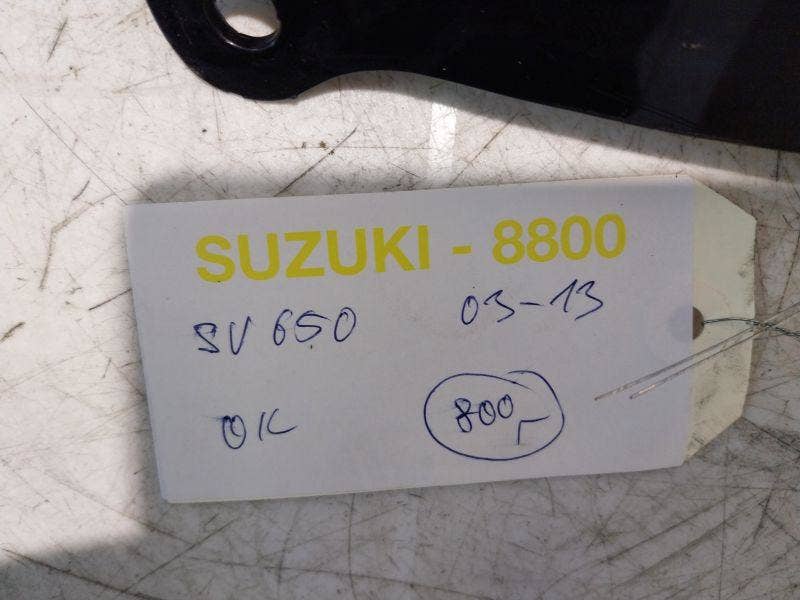 SUZUKI - 8800
SV 650 03-13
OK 800,-